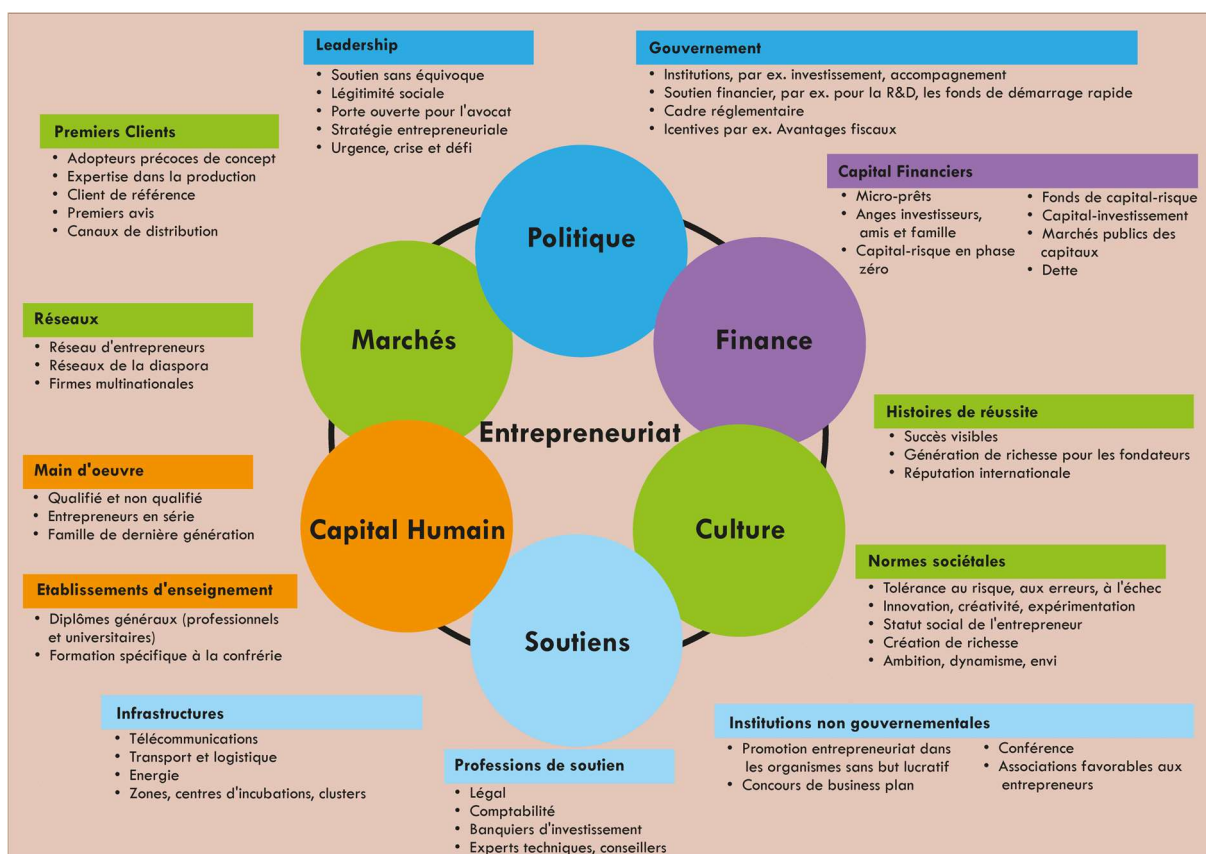 Leadership
• Soutien sans équivoque
• Légitimité sociale
• Porte ouverte pour l'avocat
• Stratégie entrepreneuriale
• Urgence, crise et défi
Gouvernement
• Institutions, par ex. investissement, accompagnement
• Soutien financier, par ex. pour la R&D, les fonds de démarrage rapide
• Cadre réglementaire
• Icentives par ex. Avantages fiscaux
Premiers Clients
• Adopteurs précoces de concept
• Expertise dans la production
• Client de référence
• Premiers avis
• Canaux de distribution
Capital Financiers
• Micro-prêts
• Anges investisseurs,
amis et famille
• Capital-risque en phase
zéro
• Fonds de capital-risque
• Capital-investissement
• Marchés publics des
capitaux
• Dette
Politique
Marchés
Finance
Entrepreneuriat
Capital Humain
Culture
Soutiens
Réseaux
• Réseau d'entrepreneurs
• Réseaux de la diaspora
• Firmes multinationales
Histoires de réussite
• Succès visibles
• Génération de richesse pour les fondateurs
• Réputation internationale
Main d'oeuvre
• Qualifié et non qualifié
• Entrepreneurs en série
• Famille de dernière génération
Normes sociétales
• Tolérance au risque, aux erreurs, à l'échec
• Innovation, créativité, expérimentation
• Statut social de l'entrepreneur
• Création de richesse
• Ambition, dynamisme, envi
Etablissements d'enseignement
• Diplômes généraux (professionnels
et universitaires)
• Formation spécifique à la confrérie
Infrastructures
• Télécommunications
• Transport et logistique
• Energie
• Zones, centres d'incubations, clusters
Professions de soutien
• Légal
• Comptabilité
• Banquiers d'investissement
• Experts techniques, conseillers
Institutions non gouvernementales
• Promotion entrepreneuriat dans
les organismes sans but lucratif
• Concours de business plan
• Conférence
• Associations favorables aux
entrepreneurs